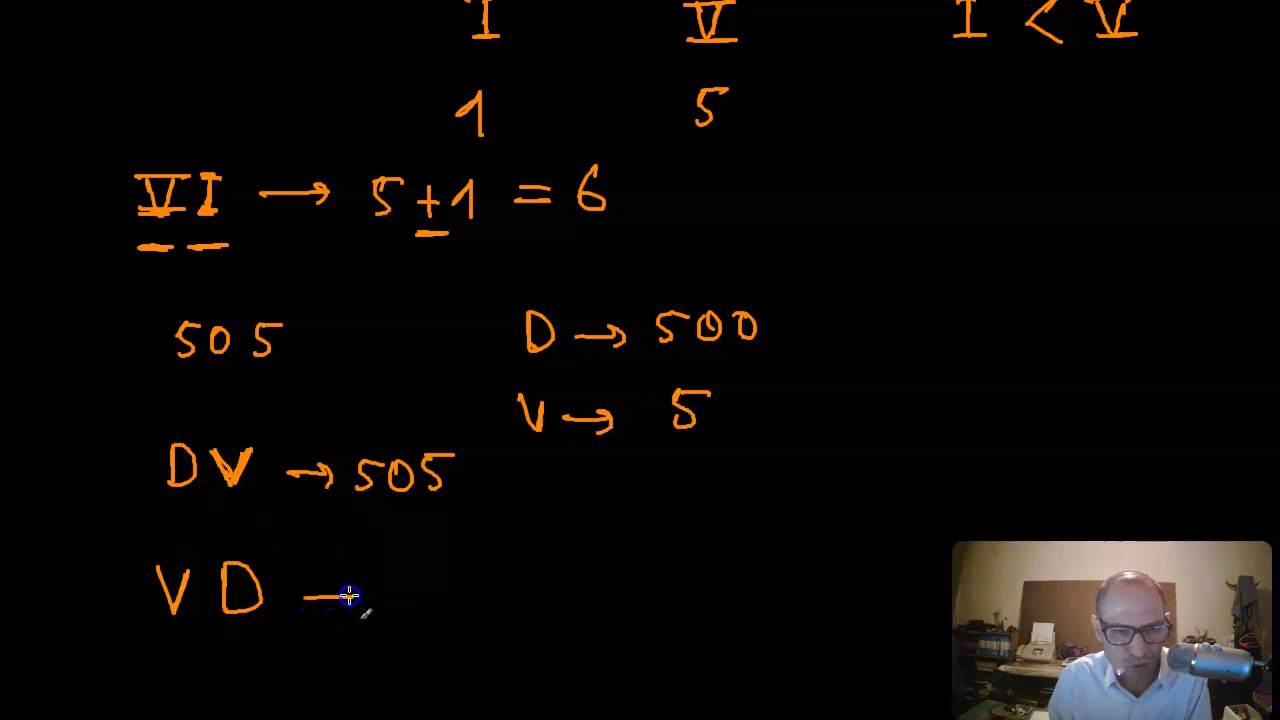 I V I < V
1 5
VI → 5 + 1 = 6
505 D → 500
V → 5
DV → 505
VD —